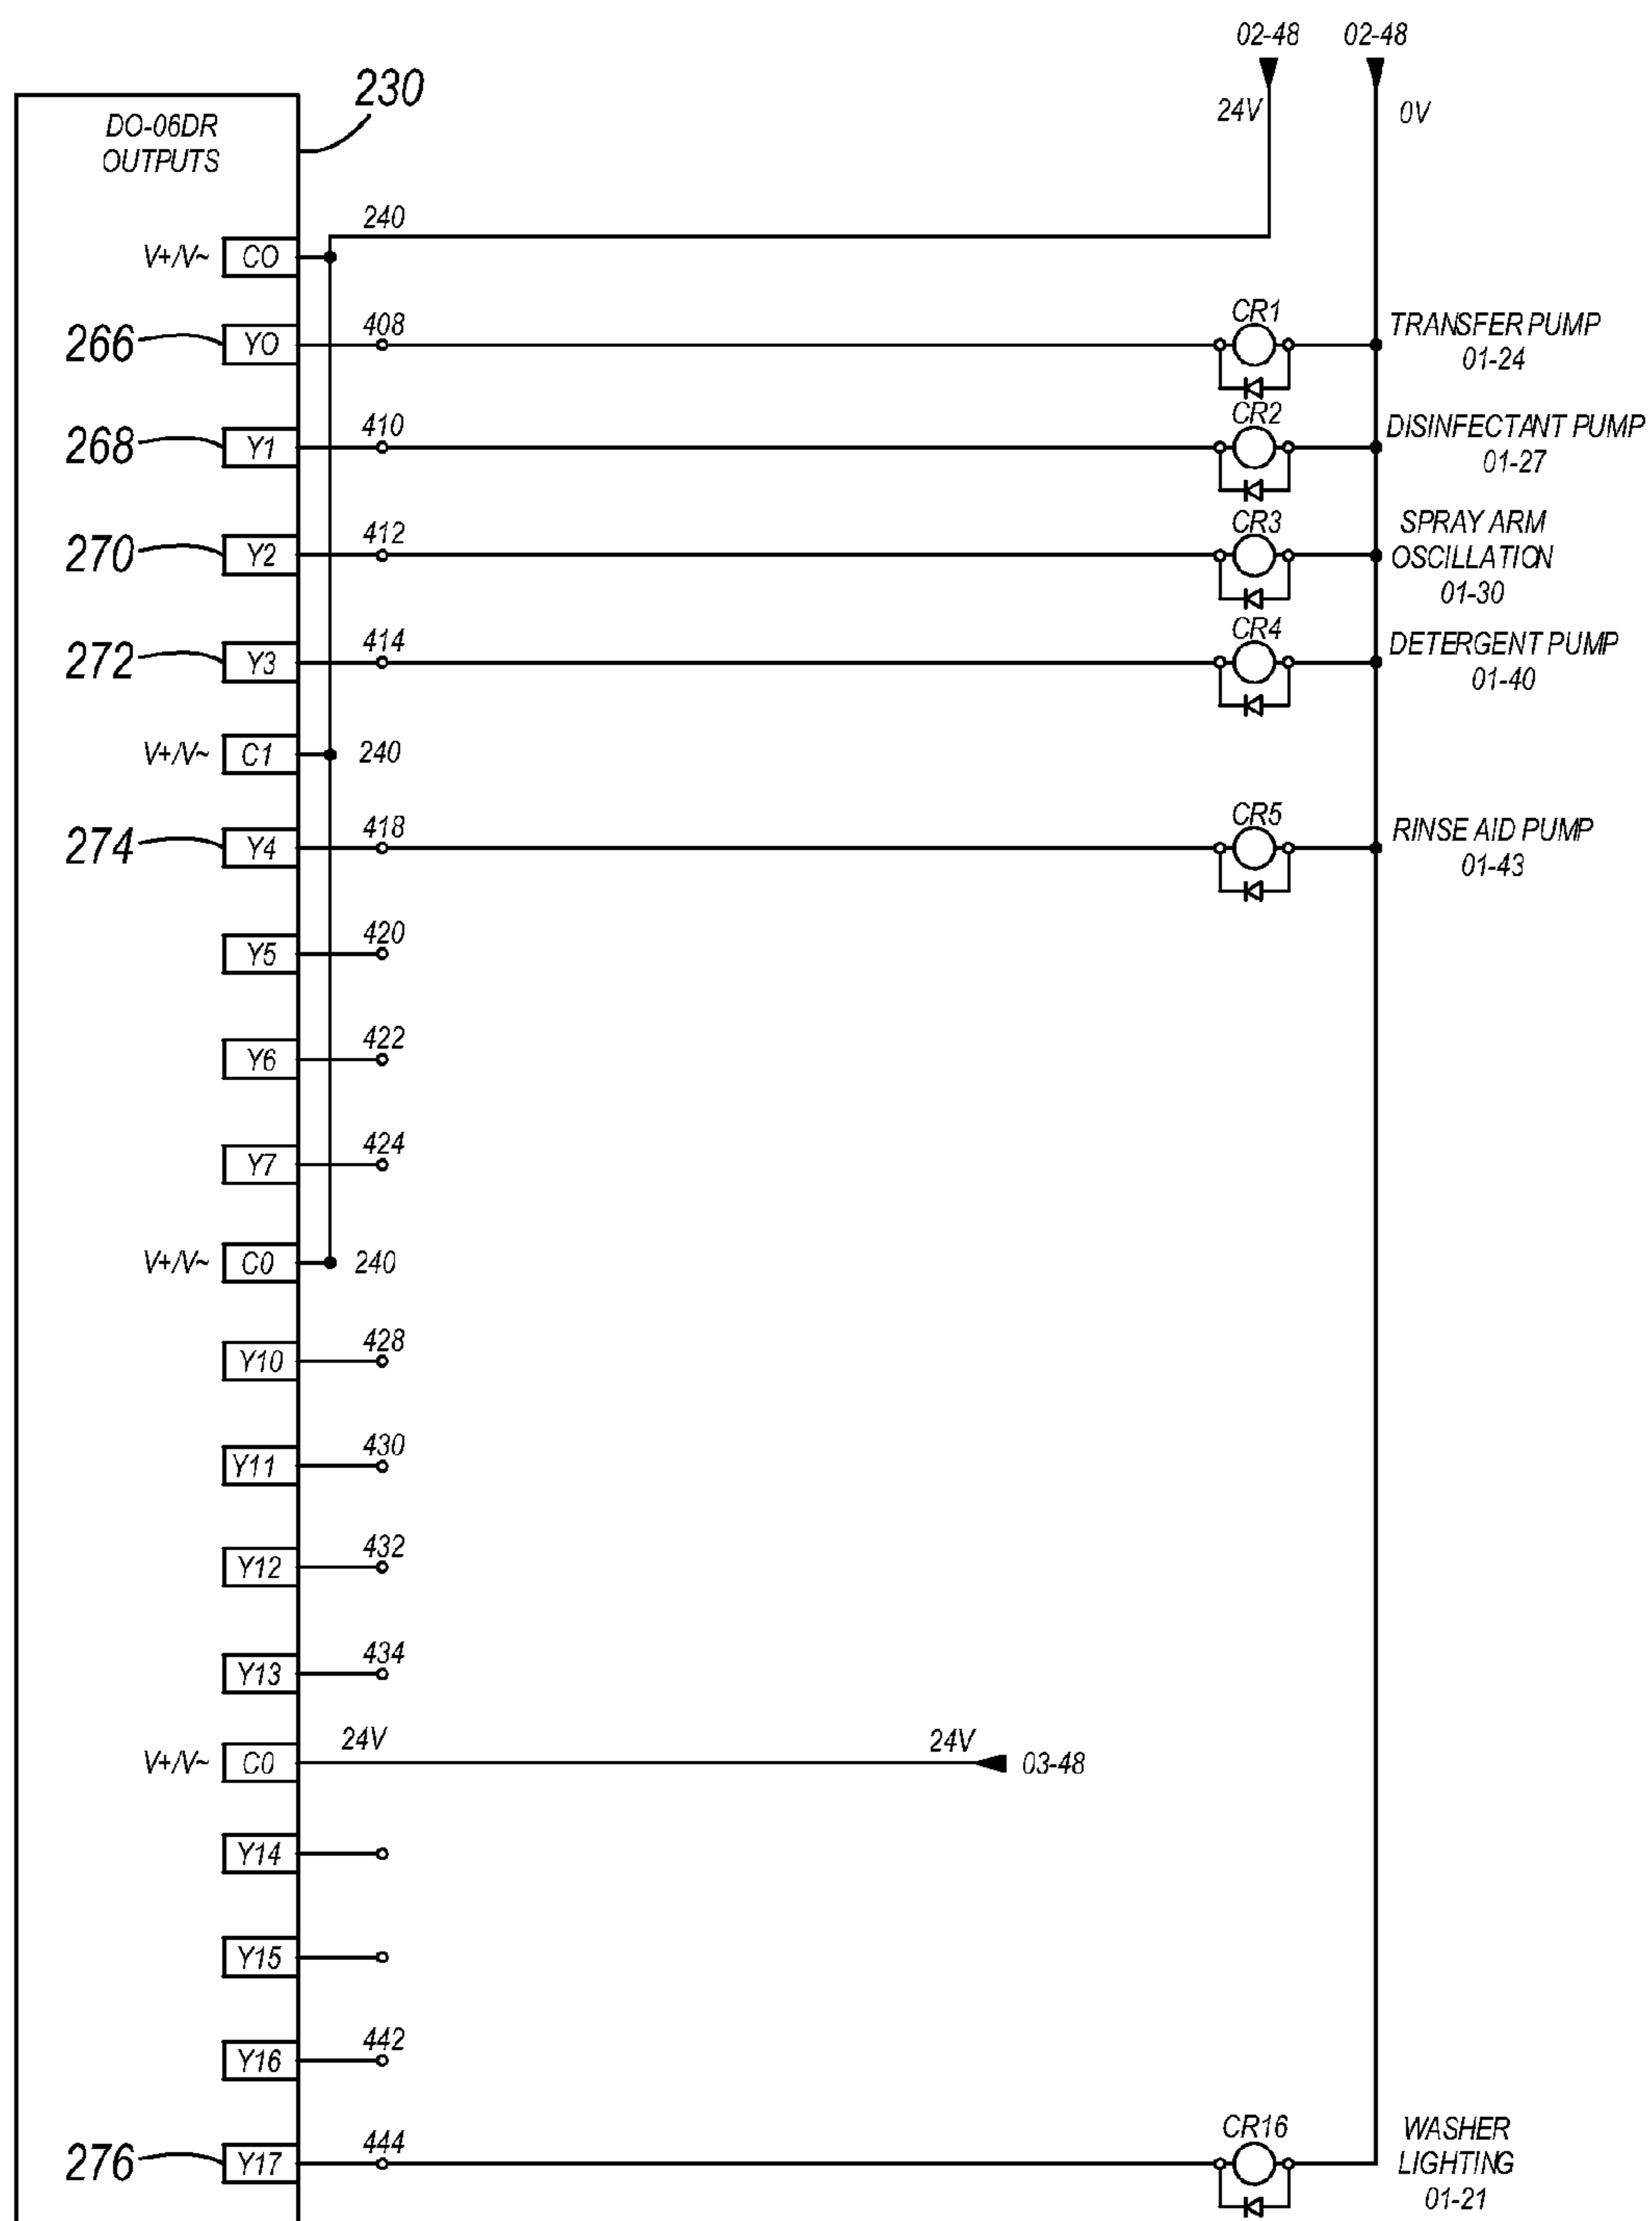 02-48 02-48
24V 0V
230
DO-06DR
OUTPUTS
240
V+/V~ CO
266 YO 408 CR1 TRANSFER PUMP
01-24
268 Y1 410 CR2 DISINFECTANT PUMP
01-27
270 Y2 412 CR3 SPRAY ARM
OSCILLATION
01-30
272 Y3 414 CR4 DETERGENT PUMP
01-40
V+/V~ C1 240
274 Y4 418 CR5 RINSE AID PUMP
01-43
Y5 420
Y6 422
Y7 424
V+/V~ C0 240
Y10 428
Y11 430
Y12 432
Y13 434
V+/V~ C0 24V 24V 03-48
Y14
Y15
Y16 442
276 Y17 444 CR16 WASHER
LIGHTING
01-21